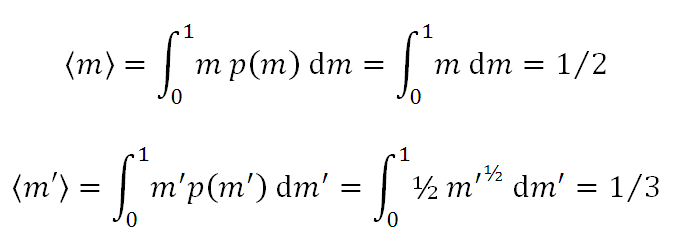 ⟨m⟩ = ∫₀¹ m p(m) dm = ∫₀¹ m dm = 1/2
⟨m′⟩ = ∫₀¹ m′p(m′) dm′ = ∫₀¹ ½ m′^½ dm′ = 1/3